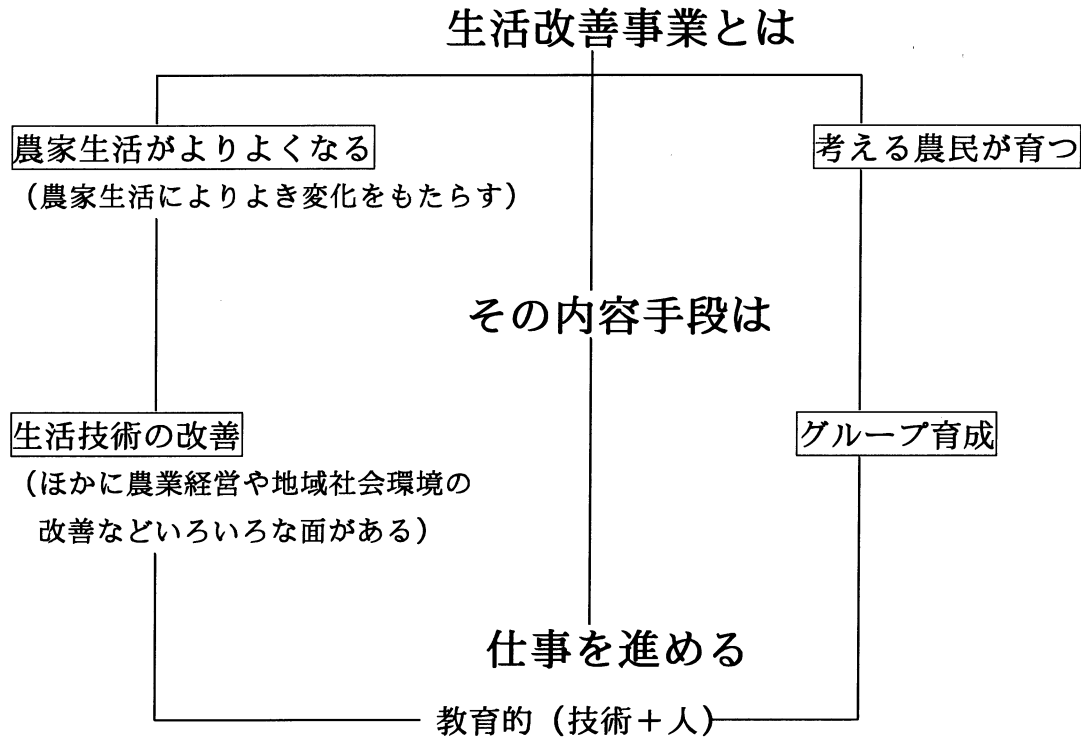 生活改善事業とは
農家生活がよりよくなる
（農家生活によりよき変化をもたらす）
考える農民が育つ
その内容手段は
生活技術の改善
（ほかに農業経営や地域社会環境の
改善などいろいろな面がある）
グループ育成
仕事を進める
教育的（技術＋人）